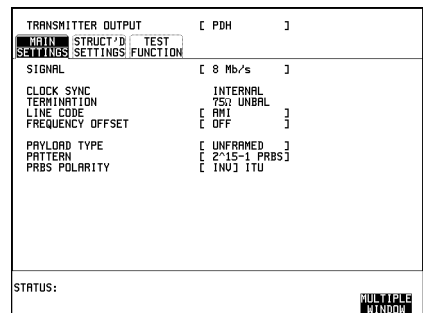 TRANSMITTER OUTPUT [ PDH ]
MAIN SETTINGS STRUCT'D SETTINGS TEST FUNCTION
SIGNAL [ 8 Mb/s ]
CLOCK SYNC INTERNAL
TERMINATION 75Ω UNBAL
LINE CODE [ AMI ]
FREQUENCY OFFSET [ OFF ]
PAYLOAD TYPE [ UNFRAMED ]
PATTERN [ 2^15-1 PRBS]
PRBS POLARITY [ INV] ITU
STATUS:
MULTIPLE
WINDOW